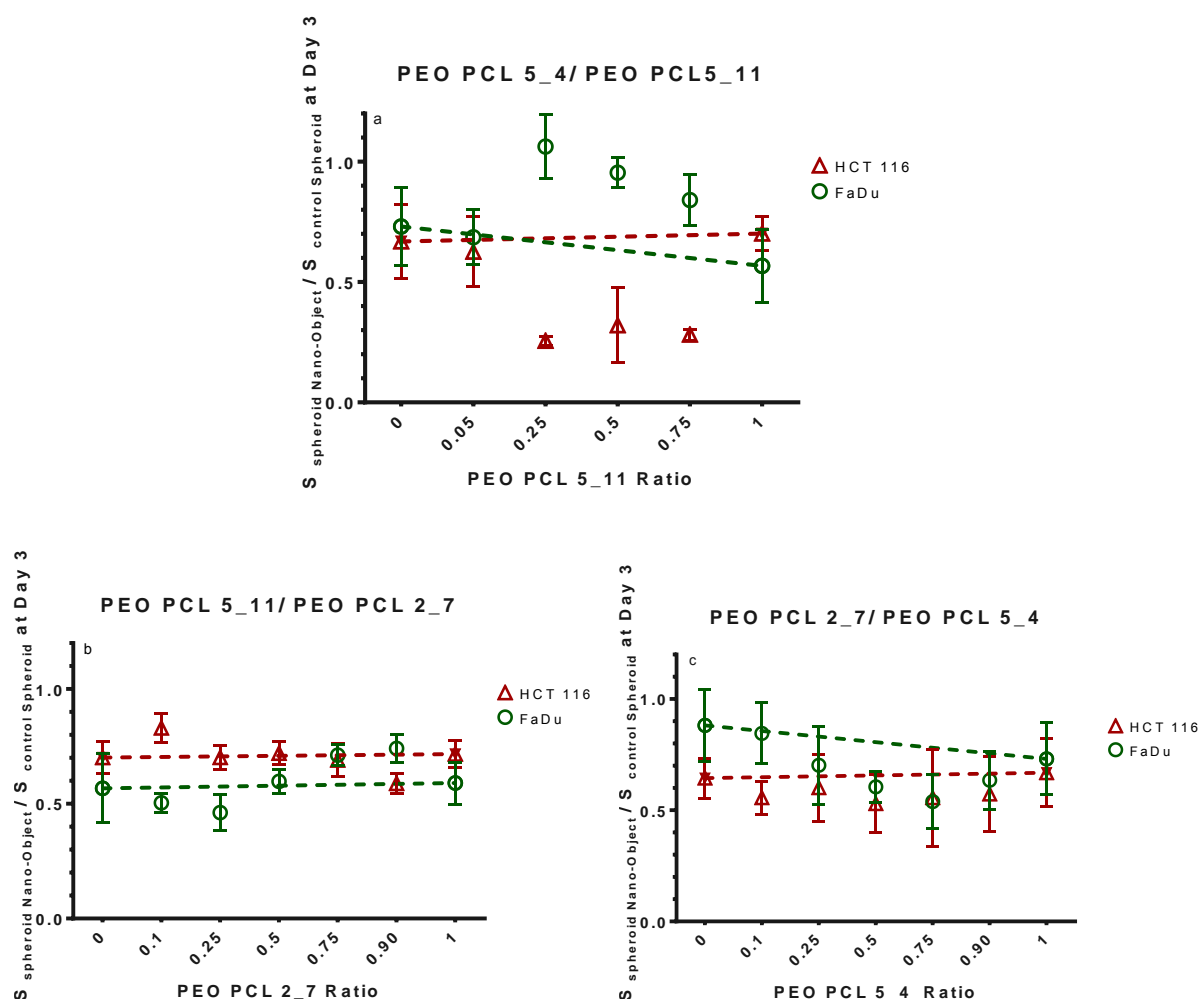 PEO PCL 5_4/ PEO PCL5_11
S spheroid Nano-Object / S control Spheroid at Day 3
a
1.0
0.5
0.0
0
0.05
0.25
0.5
0.75
1
PEO PCL 5_11 Ratio
HCT 116
FaDu
PEO PCL 5_11/ PEO PCL 2_7
S spheroid Nano-Object / S control Spheroid at Day 3
b
1.0
0.5
0.0
0
0.1
0.25
0.5
0.75
0.90
1
PEO PCL 2_7 Ratio
HCT 116
FaDu
PEO PCL 2_7/ PEO PCL 5_4
S spheroid Nano-Object / S control Spheroid at Day 3
c
1.0
0.5
0.0
0
0.1
0.25
0.5
0.75
0.90
1
PEO PCL 5_4 Ratio
HCT 116
FaDu